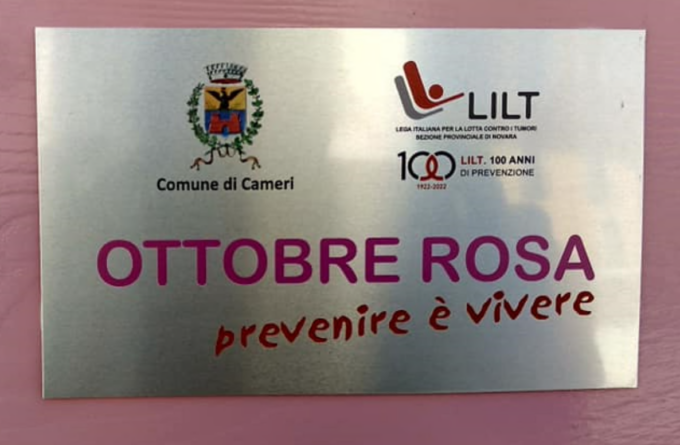 Comune di Cameri
LILT
LEGA ITALIANA PER LA LOTTA CONTRO I TUMORI
SEZIONE PROVINCIALE DI NOVARA
100
1922-2022
LILT. 100 ANNI
DI PREVENZIONE
OTTOBRE ROSA
prevenire è vivere